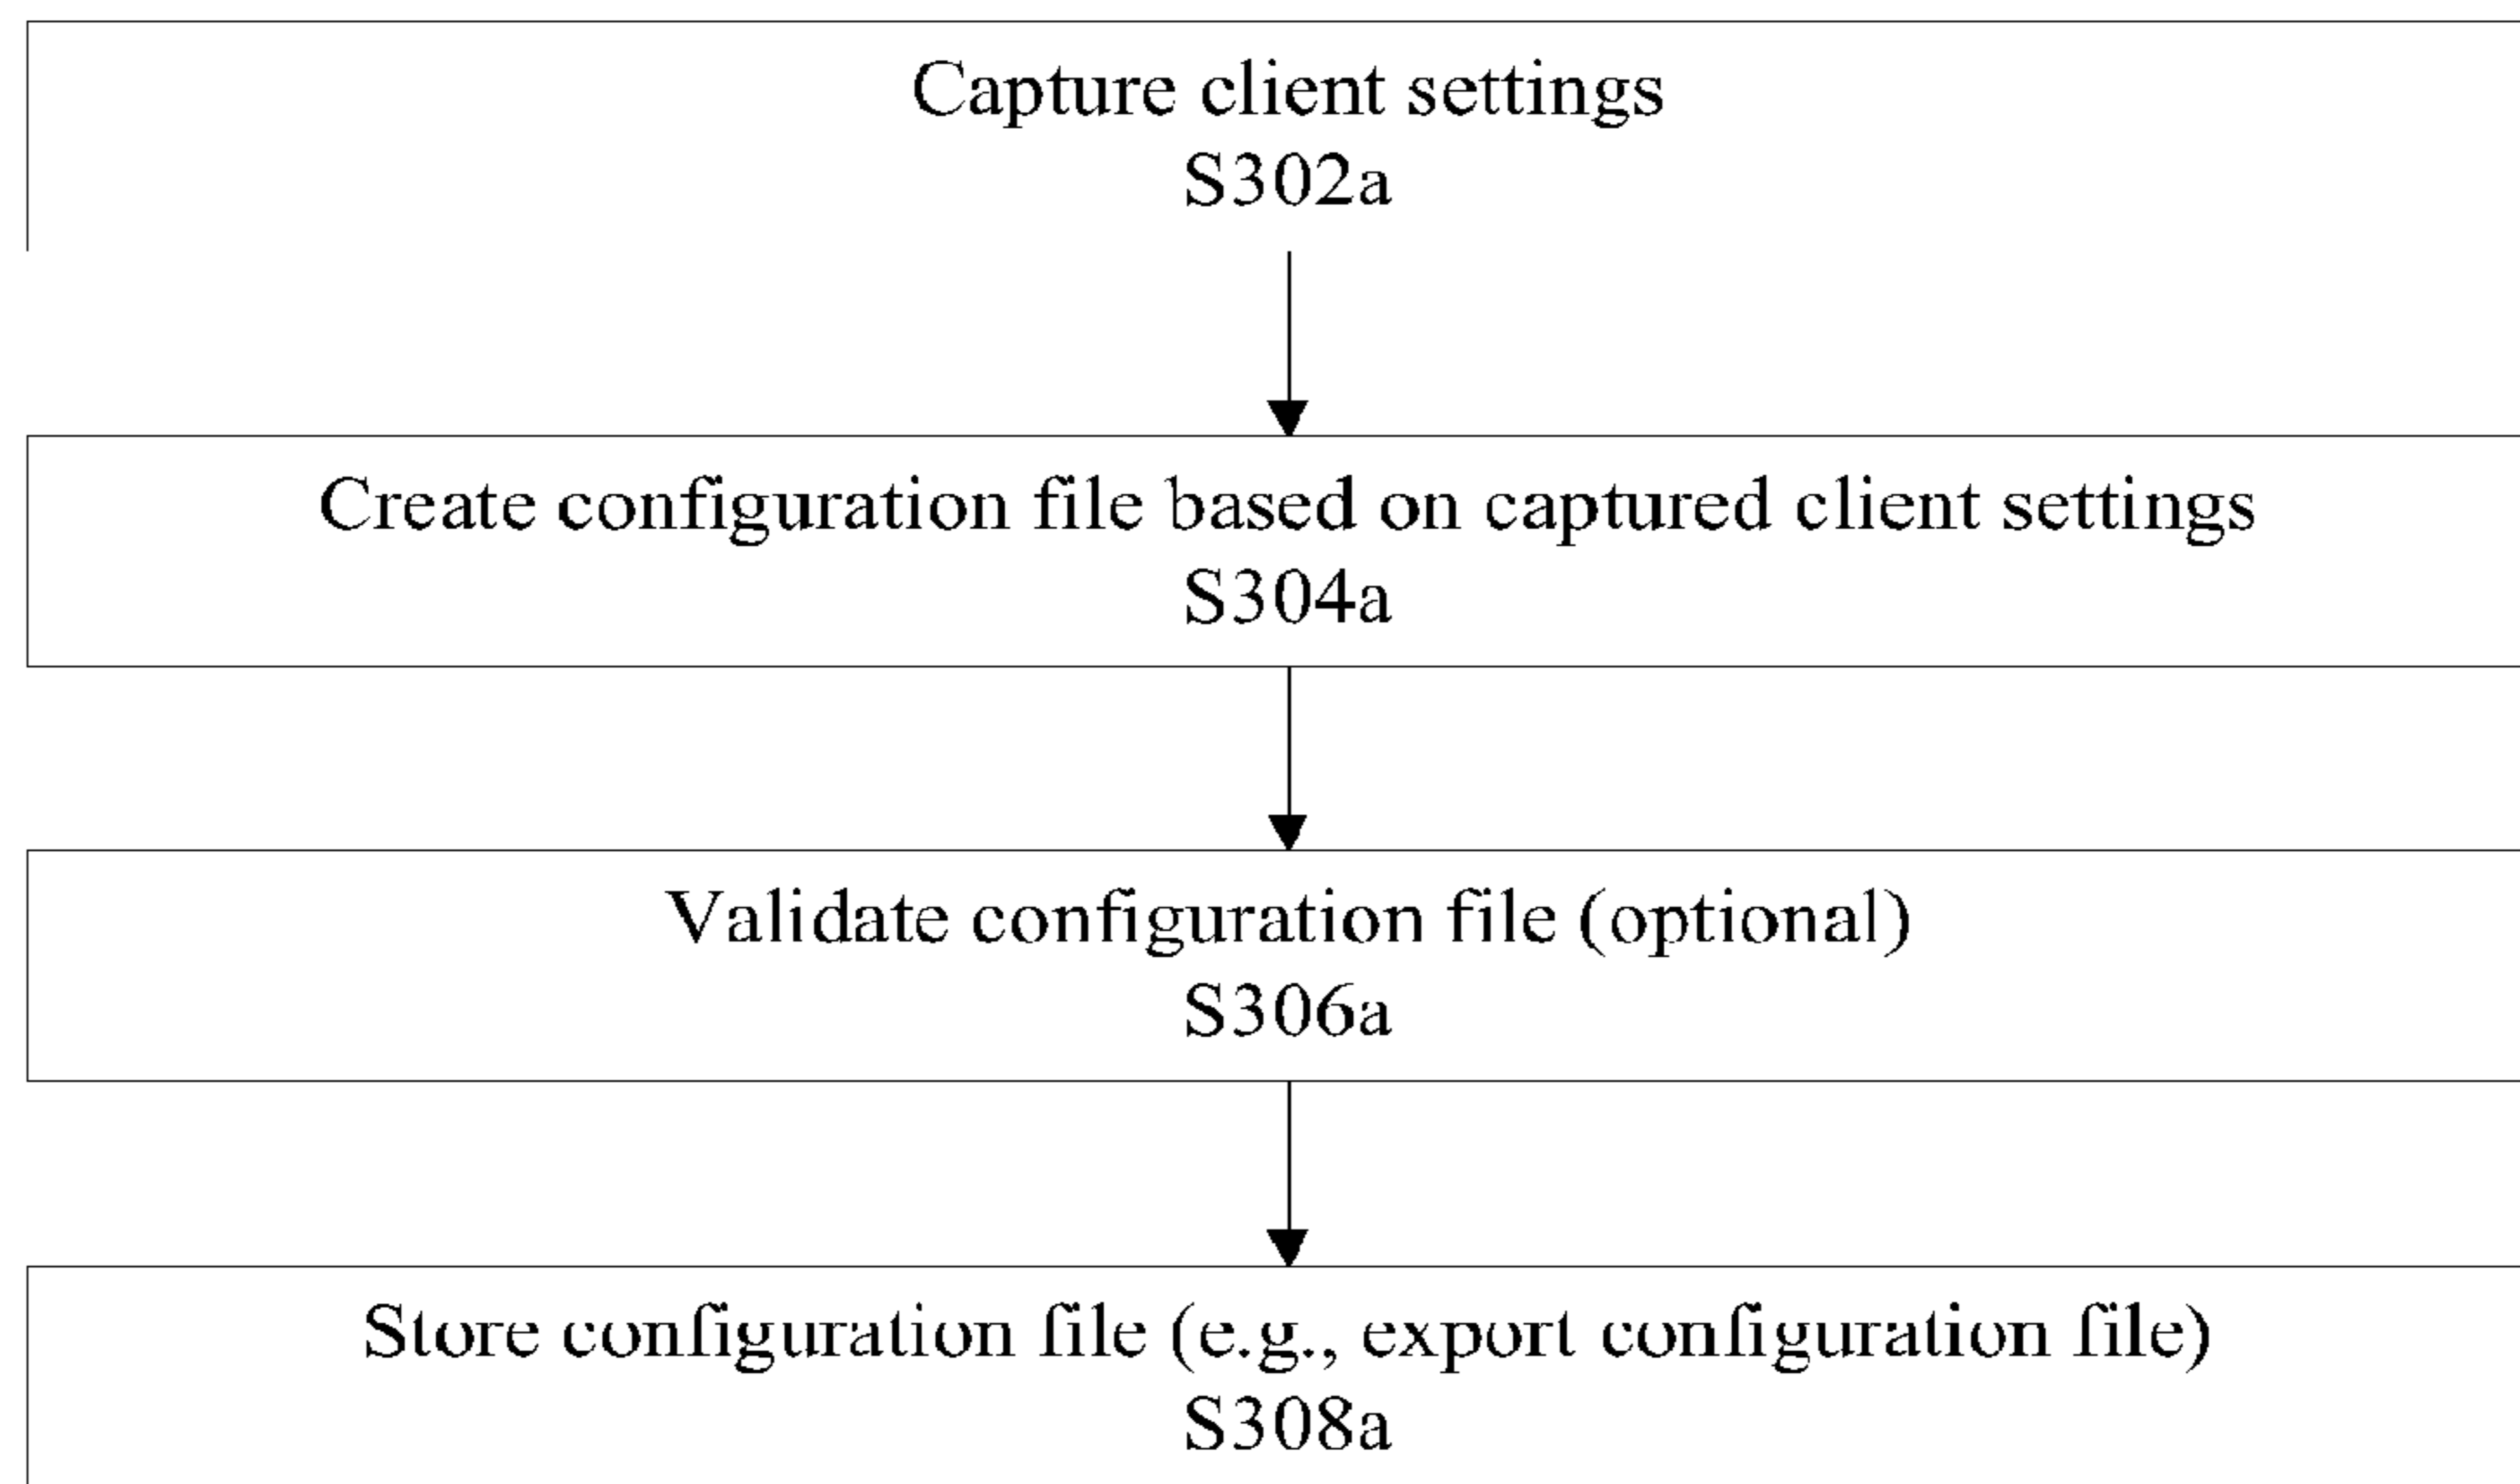 Capture client settings
S302a
Create configuration file based on captured client settings
S304a
Validate configuration file (optional)
S306a
Store configuration file (e.g., export configuration file)
S308a